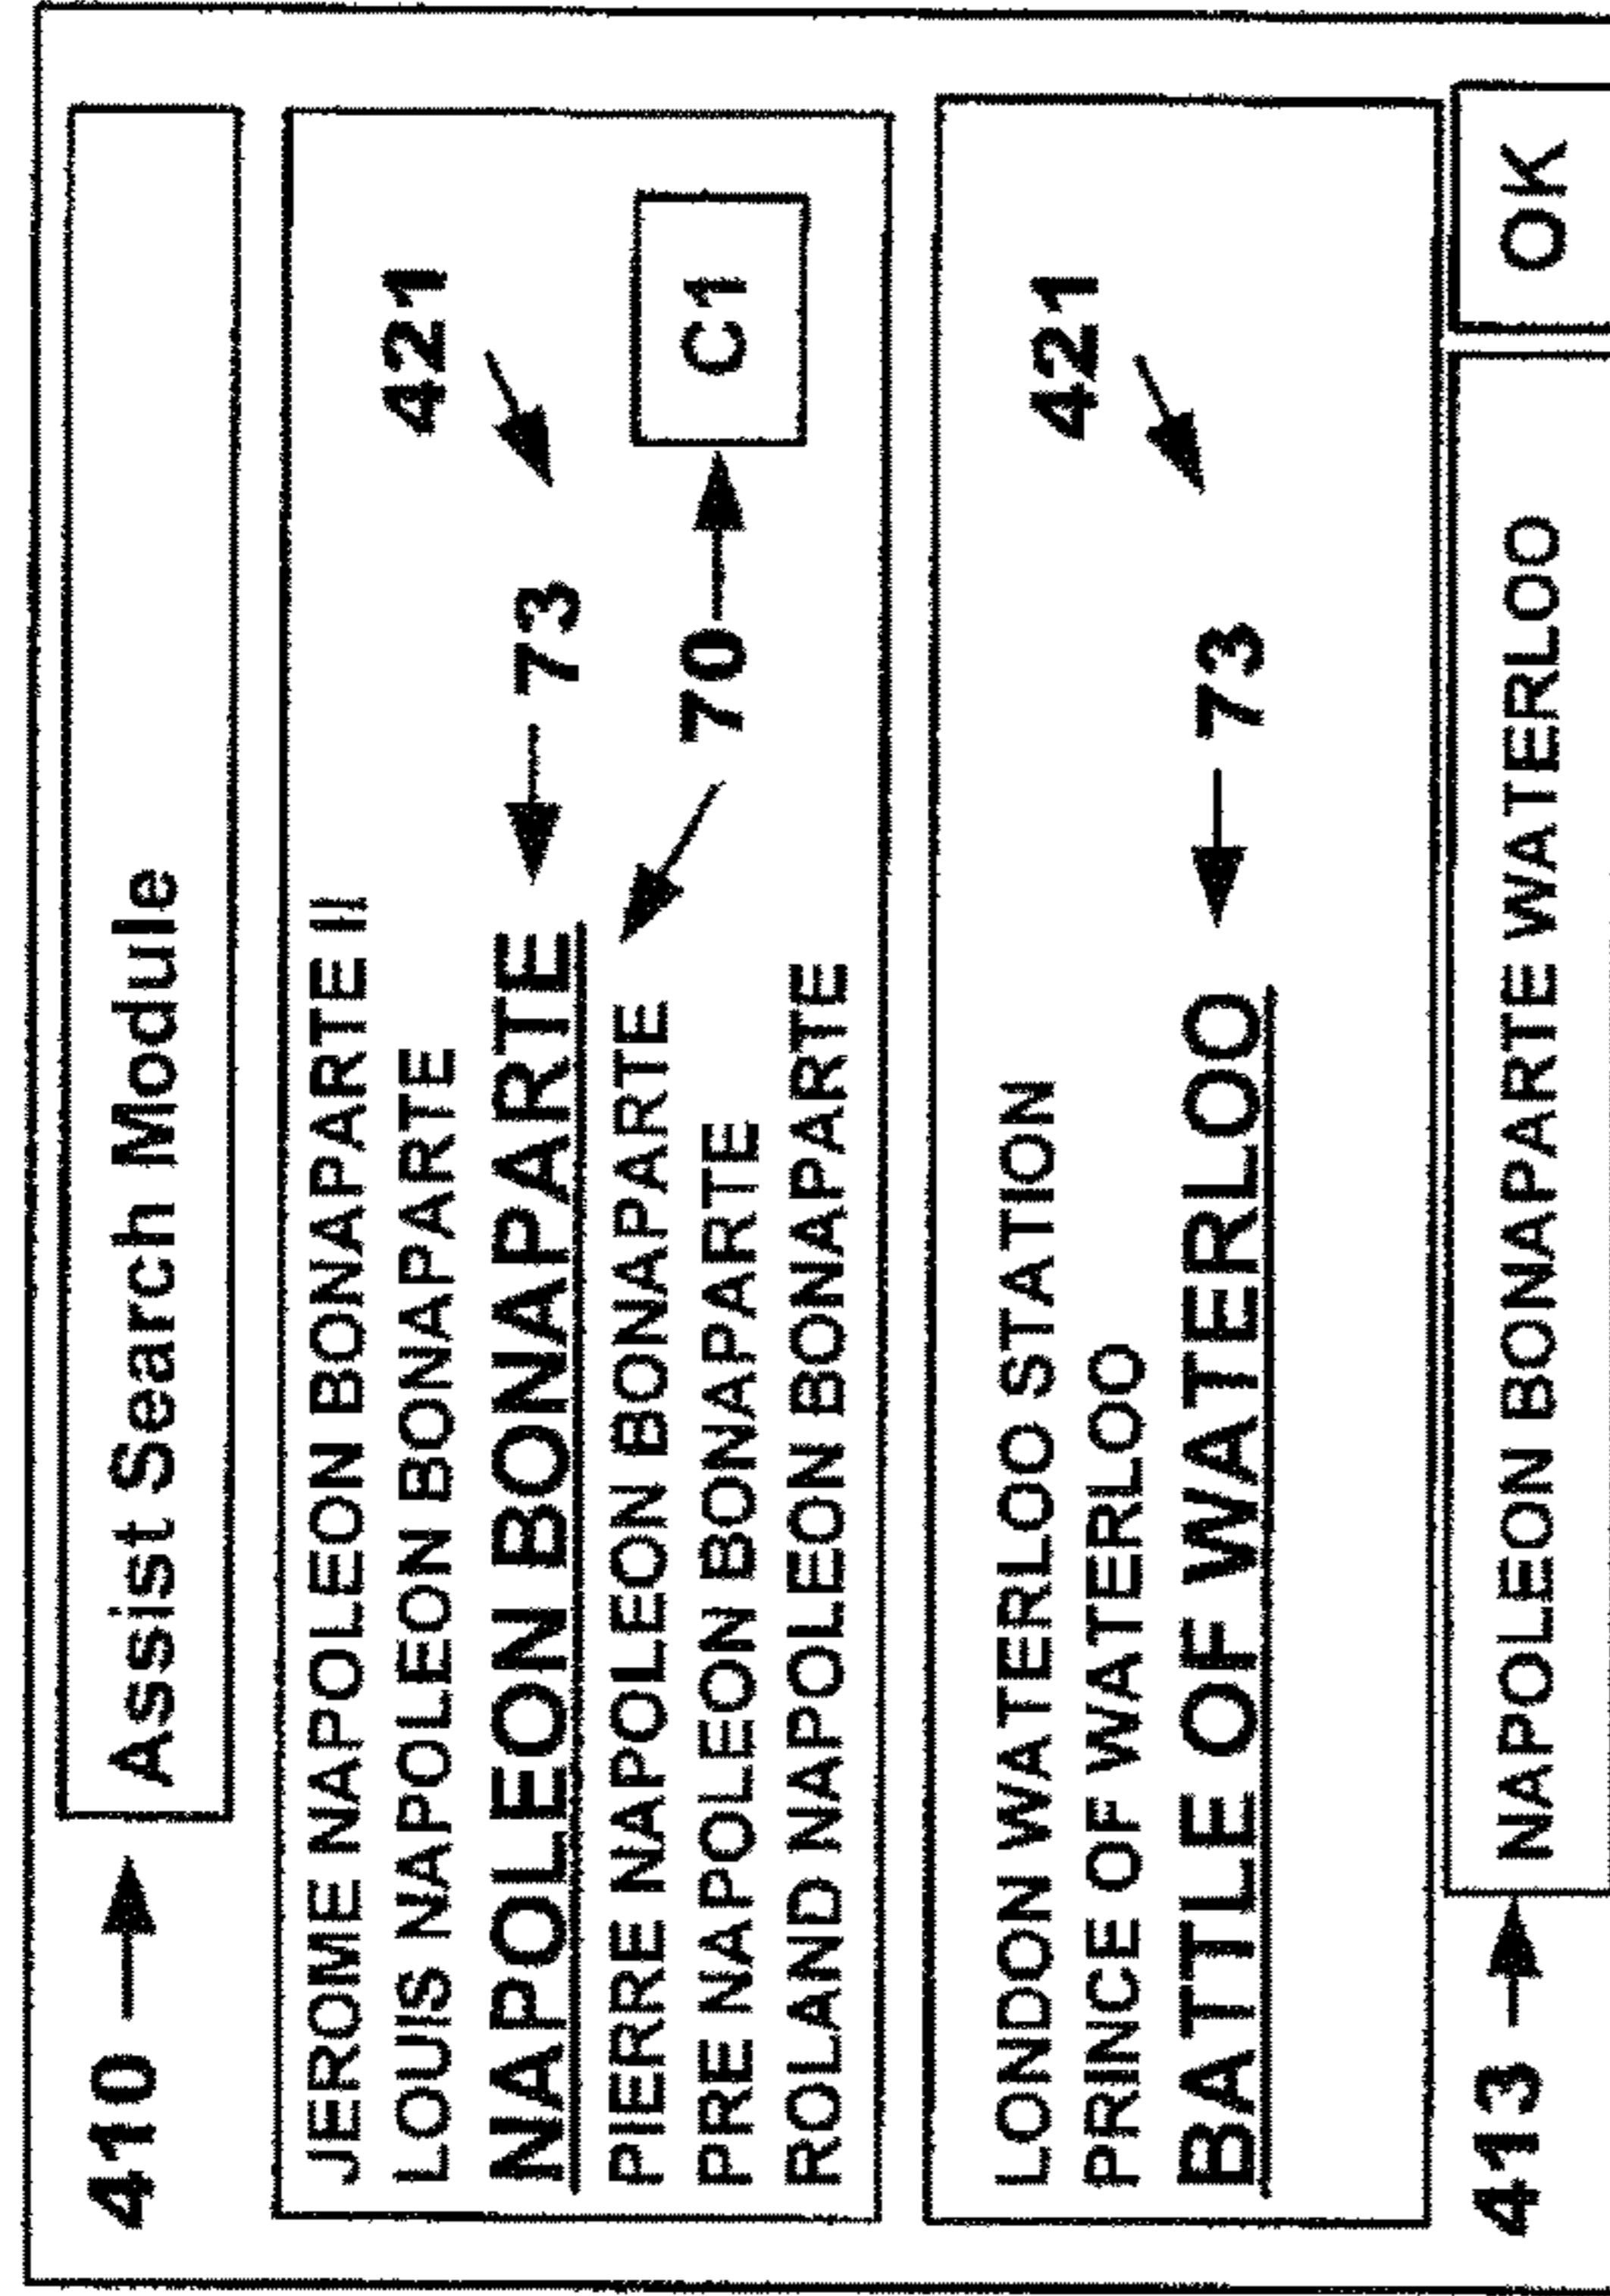 410 Assist Search Module
JEROME NAPOLEON BONAPARTE II
421
LOUIS NAPOLEON BONAPARTE
NAPOLEON BONAPARTE 73
PIERRE NAPOLEON BONAPARTE
70 C1
PRE NAPOLEON BONAPARTE
ROLAND NAPOLEON BONAPARTE
LONDON WATERLOO STATION 421
PRINCE OF WATERLOO
BATTLE OF WATERLOO 73
413 NAPOLEON BONAPARTE WATERLOO OK